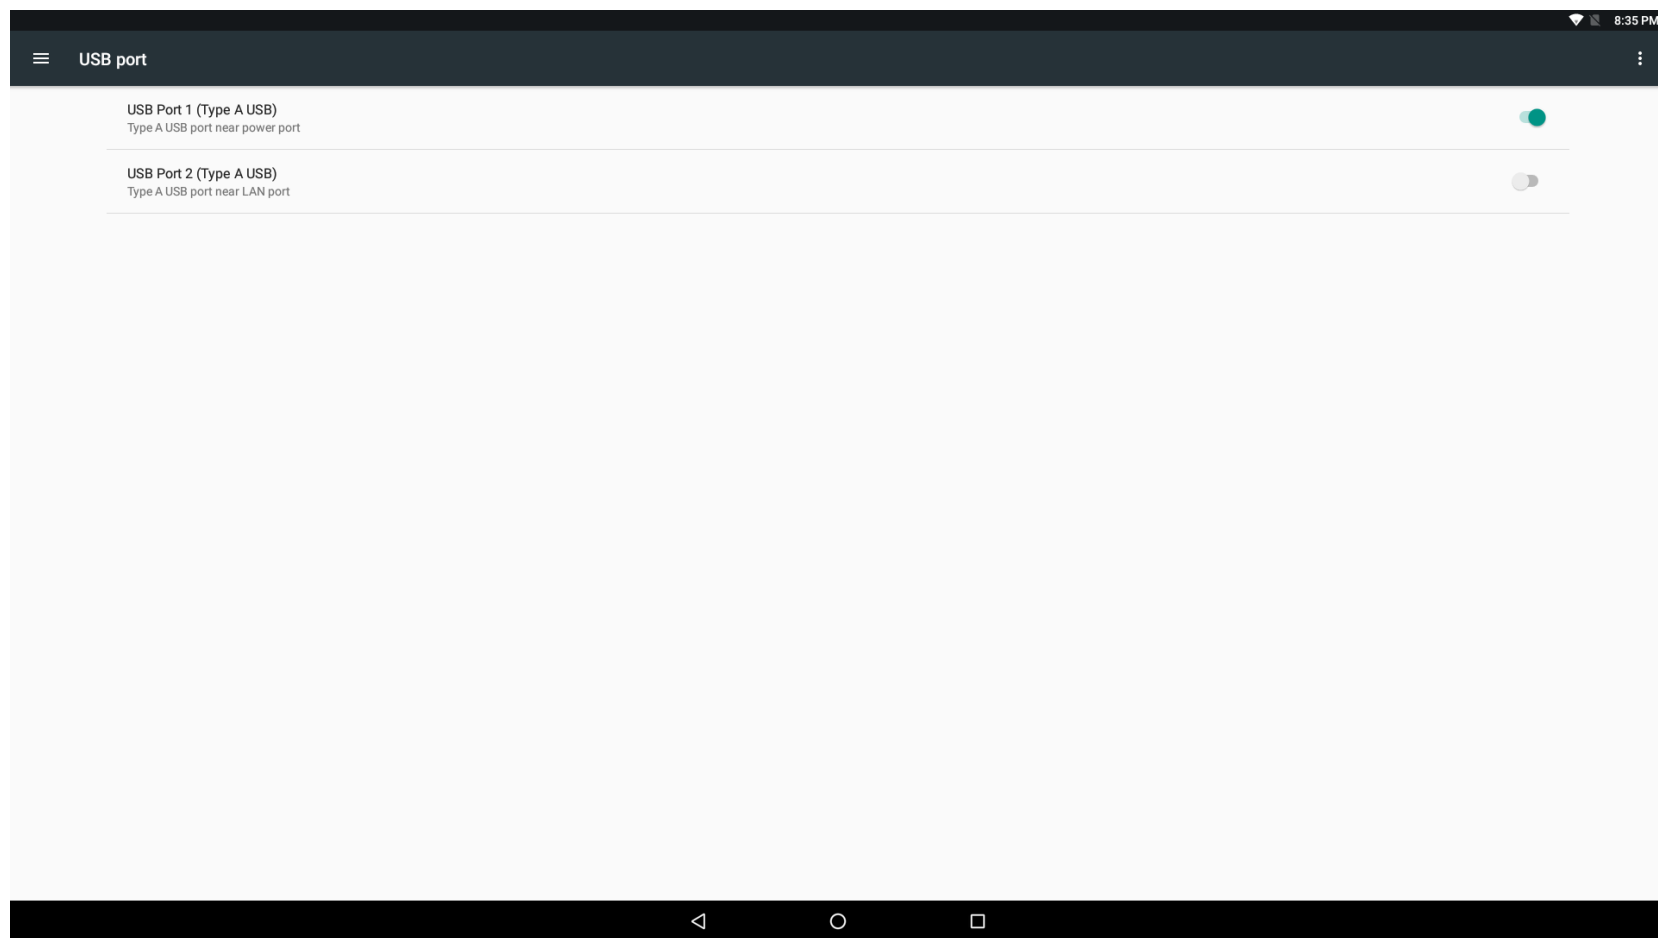 8:35 PM
USB port
USB Port 1 (Type A USB)
Type A USB port near power port
USB Port 2 (Type A USB)
Type A USB port near LAN port